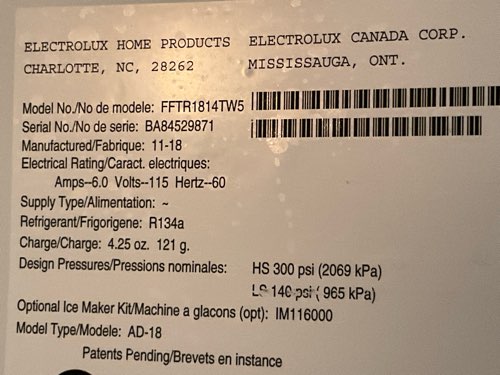 ELECTROLUX HOME PRODUCTS ELECTROLUX CANADA CORP.
CHARLOTTE, NC, 28262 MISSISSAUGA, ONT.
Model No./No de modele: FFTR1814TW5
Serial No./No de serie: BA84529871
Manufactured/Fabrique: 11-18
Electrical Rating/Caract. electriques:
Amps--6.0 Volts--115 Hertz--60
Supply Type/Alimentation: ~
Refrigerant/Frigorigene: R134a
Charge/Charge: 4.25 oz. 121 g.
Design Pressures/Pressions nominales: HS 300 psi (2069 kPa)
LS 140 psi ( 965 kPa)
Optional Ice Maker Kit/Machine a glacons (opt): IM116000
Model Type/Modele: AD-18
Patents Pending/Brevets en instance